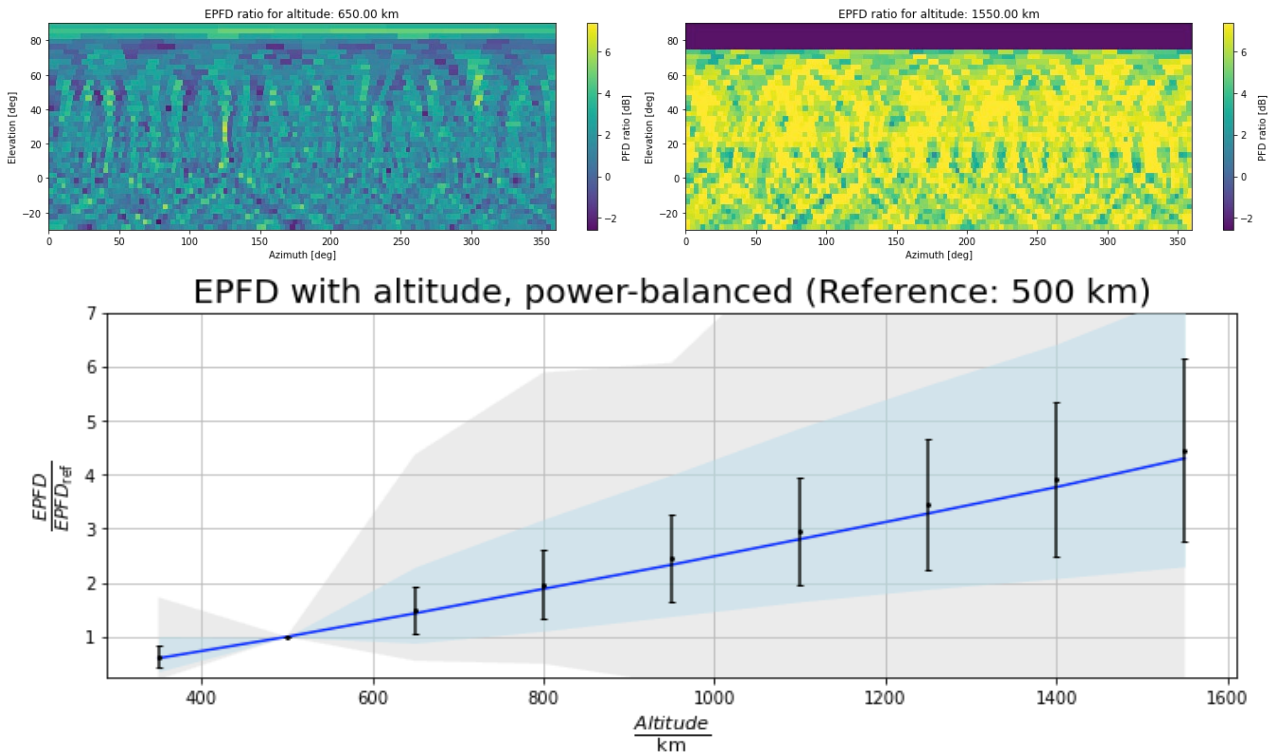 EPFD ratio for altitude: 650.00 km
80
60
40
20
0
−20
Elevation [deg]
0 50 100 150 200 250 300 350
Azimuth [deg]
6
4
2
0
−2
PFD ratio [dB]
EPFD ratio for altitude: 1550.00 km
80
60
40
20
0
−20
Elevation [deg]
0 50 100 150 200 250 300 350
Azimuth [deg]
6
4
2
0
−2
PFD ratio [dB]
EPFD with altitude, power-balanced (Reference: 500 km)
7
6
5
4
3
2
1
EPFD
EPFDref
400 600 800 1000 1200 1400 1600
Altitude
km